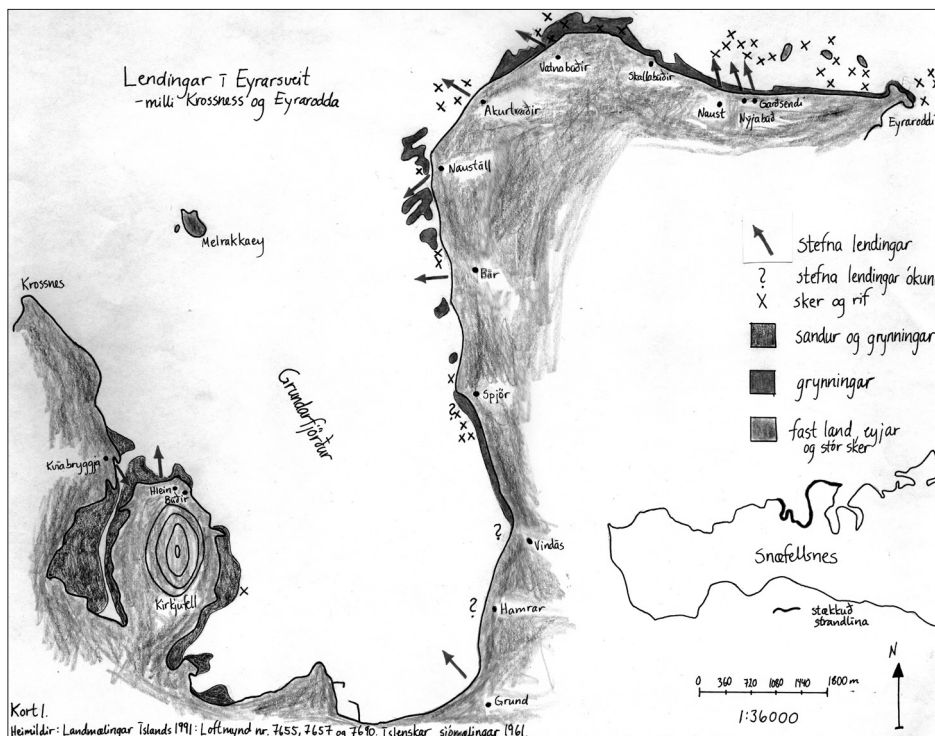 Lendingar í Eyrarsveit
- milli Krossness og Eyrarodda
Vatnabúðir
Skallabúðir
Akurtraðir
Naust
Nýjabúð
Garðsendi
Eyraroddi
Naustáll
Melrakkaey
Krossnes
Bár
Grundarfjörður
Spjör
?
Kvíabryggja
Hlein
Búðir
Kirkjufell
?
Vindás
?
Hamrar
Grund
Stefna lendingar
? stefna lendingar ókun
x sker og rif
sandur og grynningar
grynningar
fast land, eyjar
og stór sker
Snæfellsnes
stækkuð
strandlína
N
0 360 720 1080 1440 1800 m
1:36000
Kort 1.
Heimildir: Landmælingar Íslands 1991: Loftmynd nr. 7655, 7657 og 7690. Íslenskar sjómælingar 1961.